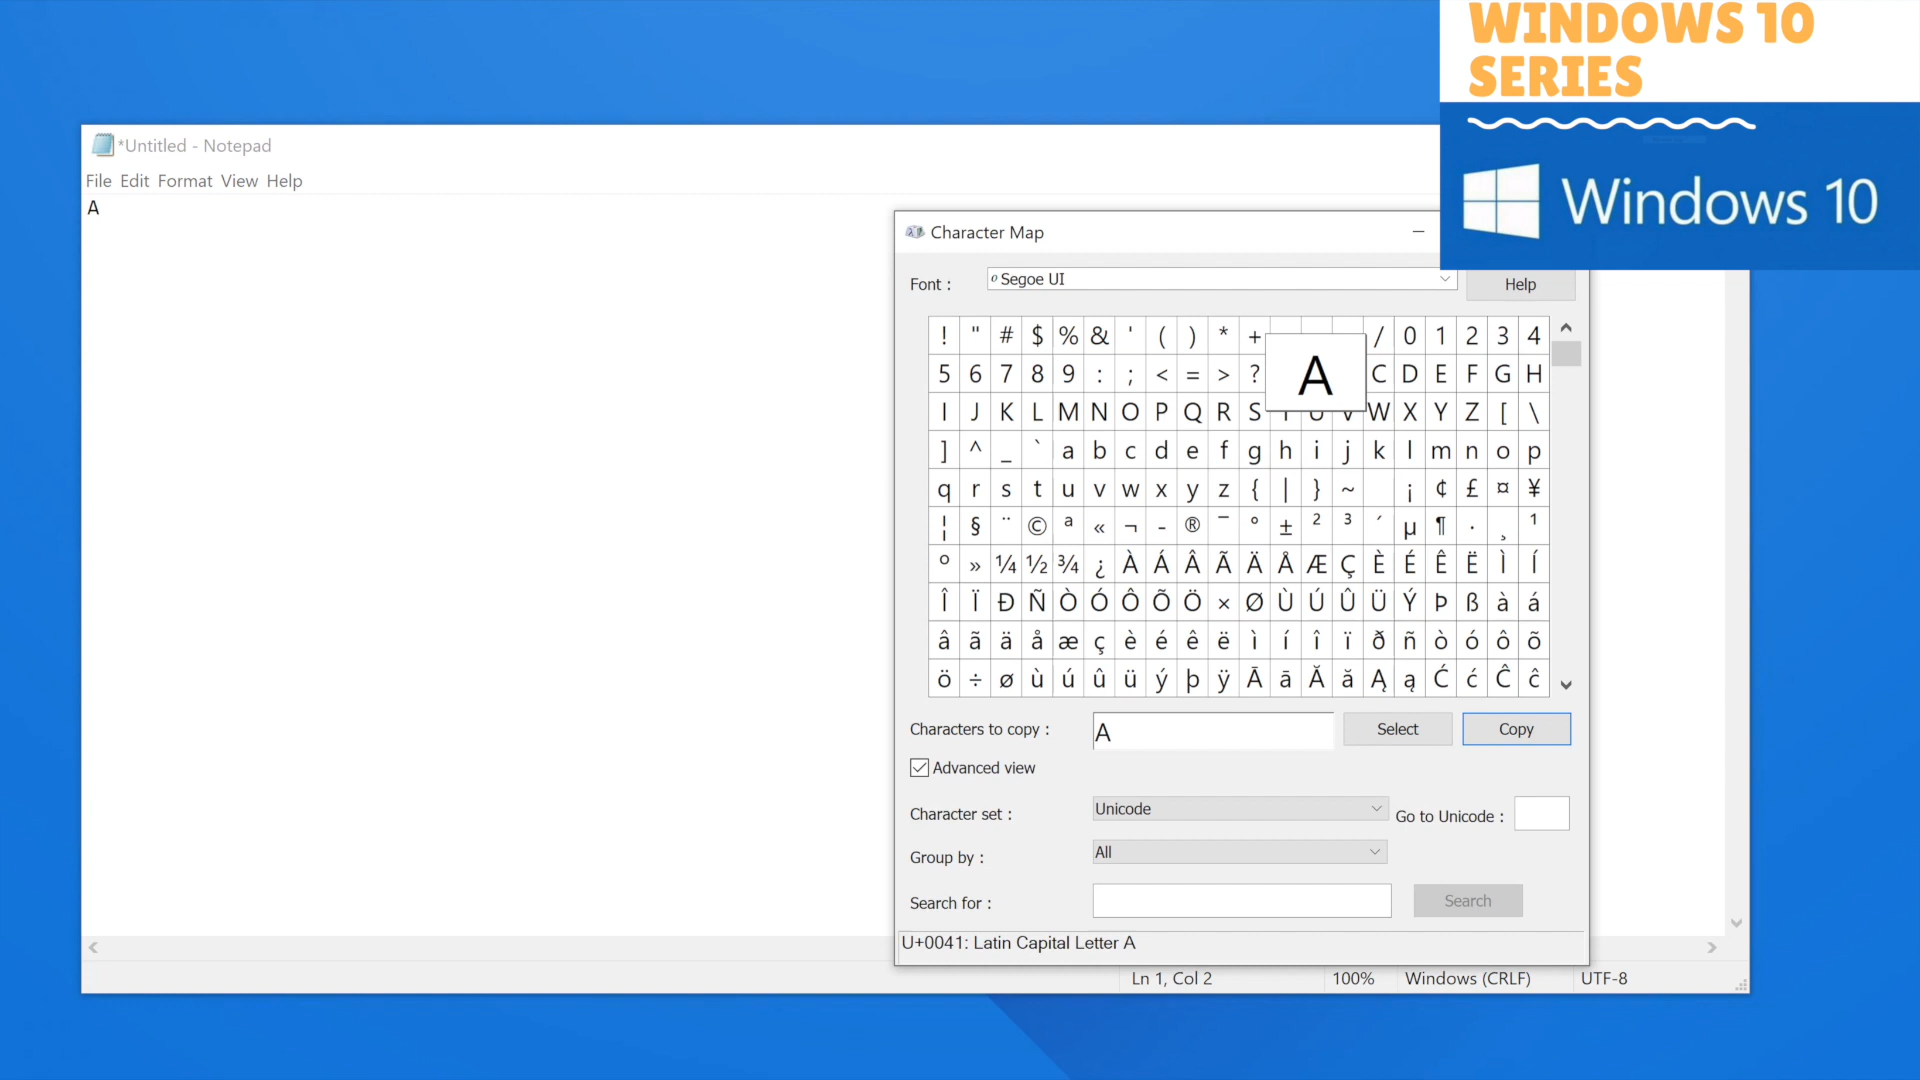 WINDOWS 10
SERIES
Windows 10
*Untitled - Notepad
File Edit Format View Help
A
Character Map
Font :
Segoe UI
Help
! " # $ % & ' ( ) * + / 0 1 2 3 4
5 6 7 8 9 : ; < = > ? A C D E F G H
I J K L M N O P Q R S T U V W X Y Z [ \
] ^ _ ` a b c d e f g h i j k l m n o p
q r s t u v w x y z { | } ~ ¡ ¢ £ ¤ ¥
¦ § ¨ © ª « ¬ - ® ¯ ° ± ² ³ ´ µ ¶ · ¸ ¹
º » ¼ ½ ¾ ¿ À Á Â Ã Ä Å Æ Ç È É Ê Ë Ì Í
Î Ï Ð Ñ Ò Ó Ô Õ Ö × Ø Ù Ú Û Ü Ý Þ ß à á
â ã ä å æ ç è é ê ë ì í î ï ð ñ ò ó ô õ
ö ÷ ø ù ú û ü ý þ ÿ Ā ā Ă ă Ą ą Ć ć Ĉ ĉ
Characters to copy :
A
Select
Copy
Advanced view
Character set :
Unicode
Go to Unicode :
Group by :
All
Search for :
Search
U+0041: Latin Capital Letter A
Ln 1, Col 2
100%
Windows (CRLF)
UTF-8